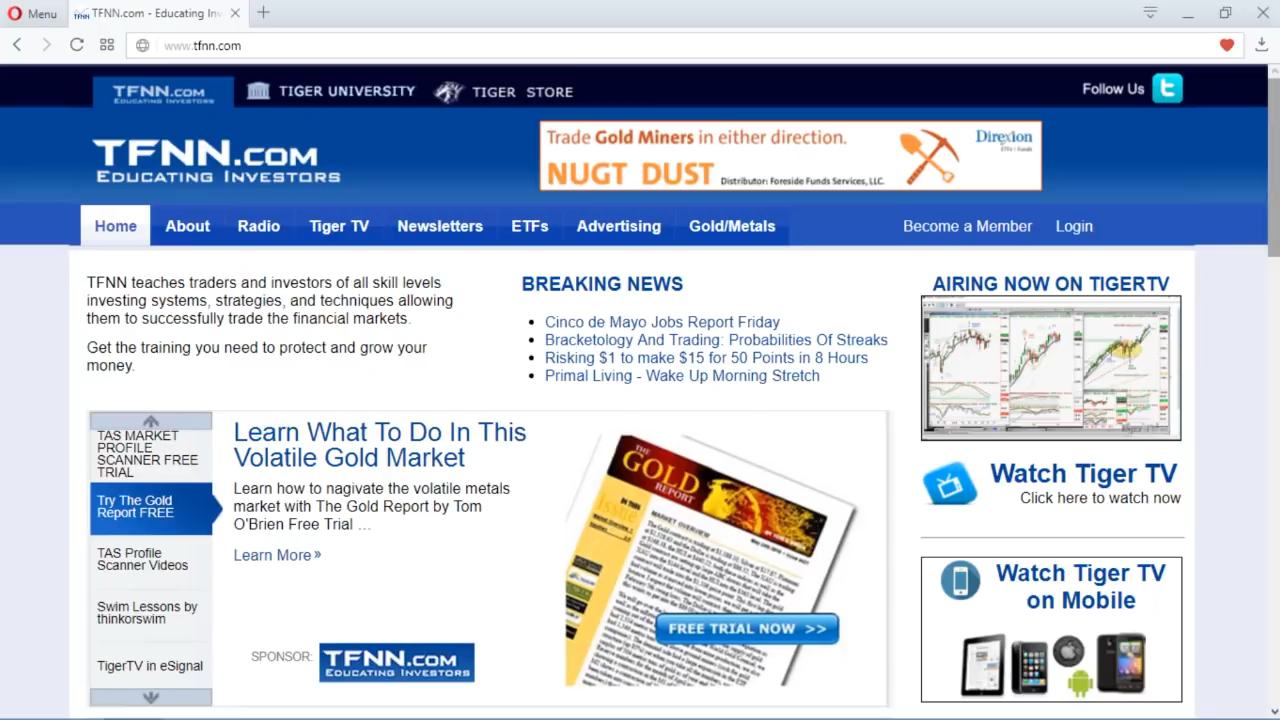 Menu
TFNN.com - Educating In
www.tfnn.com
TFNN.COM
EDUCATING INVESTORS
TIGER UNIVERSITY
TIGER STORE
Follow Us
TFNN.COM
EDUCATING INVESTORS
Trade Gold Miners in either direction.
NUGT DUST Distributor: Foreside Funds Services, LLC.
Direxion
Home About Radio Tiger TV Newsletters ETFs Advertising Gold/Metals Become a Member Login
TFNN teaches traders and investors of all skill levels
investing systems, strategies, and techniques allowing
them to successfully trade the financial markets.
Get the training you need to protect and grow your
money.
BREAKING NEWS
Cinco de Mayo Jobs Report Friday
Bracketology And Trading: Probabilities Of Streaks
Risking $1 to make $15 for 50 Points in 8 Hours
Primal Living - Wake Up Morning Stretch
AIRING NOW ON TIGERTV
Watch Tiger TV
Click here to watch now
Watch Tiger TV
on Mobile
TAS MARKET
PROFILE
SCANNER FREE
TRIAL
Try The Gold
Report FREE
TAS Profile
Scanner Videos
Swim Lessons by
thinkorswim
TigerTV in eSignal
Learn What To Do In This
Volatile Gold Market
Learn how to nagivate the volatile metals
market with The Gold Report by Tom
O'Brien Free Trial ...
Learn More »
SPONSOR:
TFNN.COM
EDUCATING INVESTORS
THE
GOLD
REPORT
MARKET OVERVIEW
FREE TRIAL NOW >>